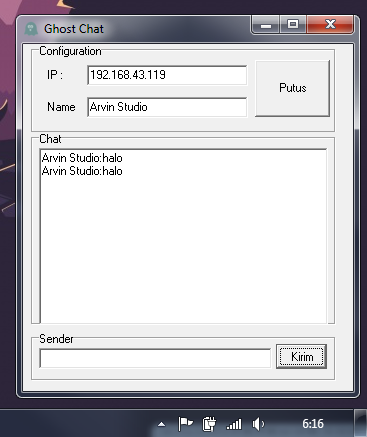 Ghost Chat
Configuration
IP :
192.168.43.119
Putus
Name
Arvin Studio
Chat
Arvin Studio:halo
Arvin Studio:halo
Sender
Kirim
6:16